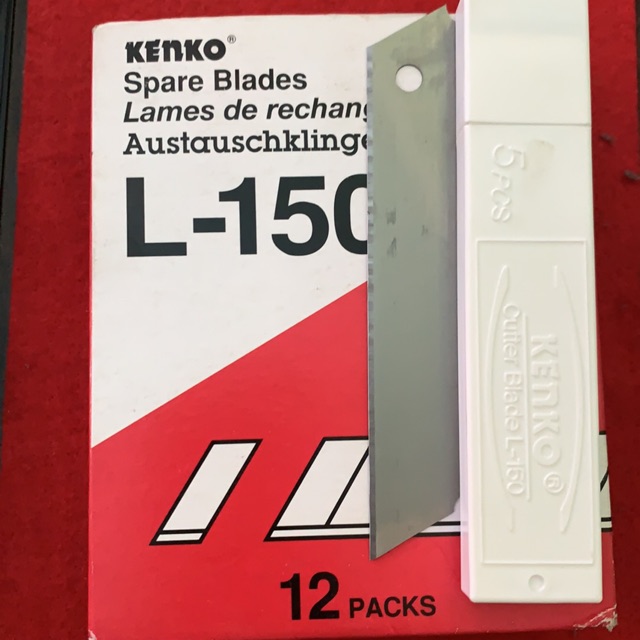 KENKO®
Spare Blades
Lames de rechang
Austauschklinge
L-150
12 PACKS
5 PCS
KENKO®
Cutter Blade L-150